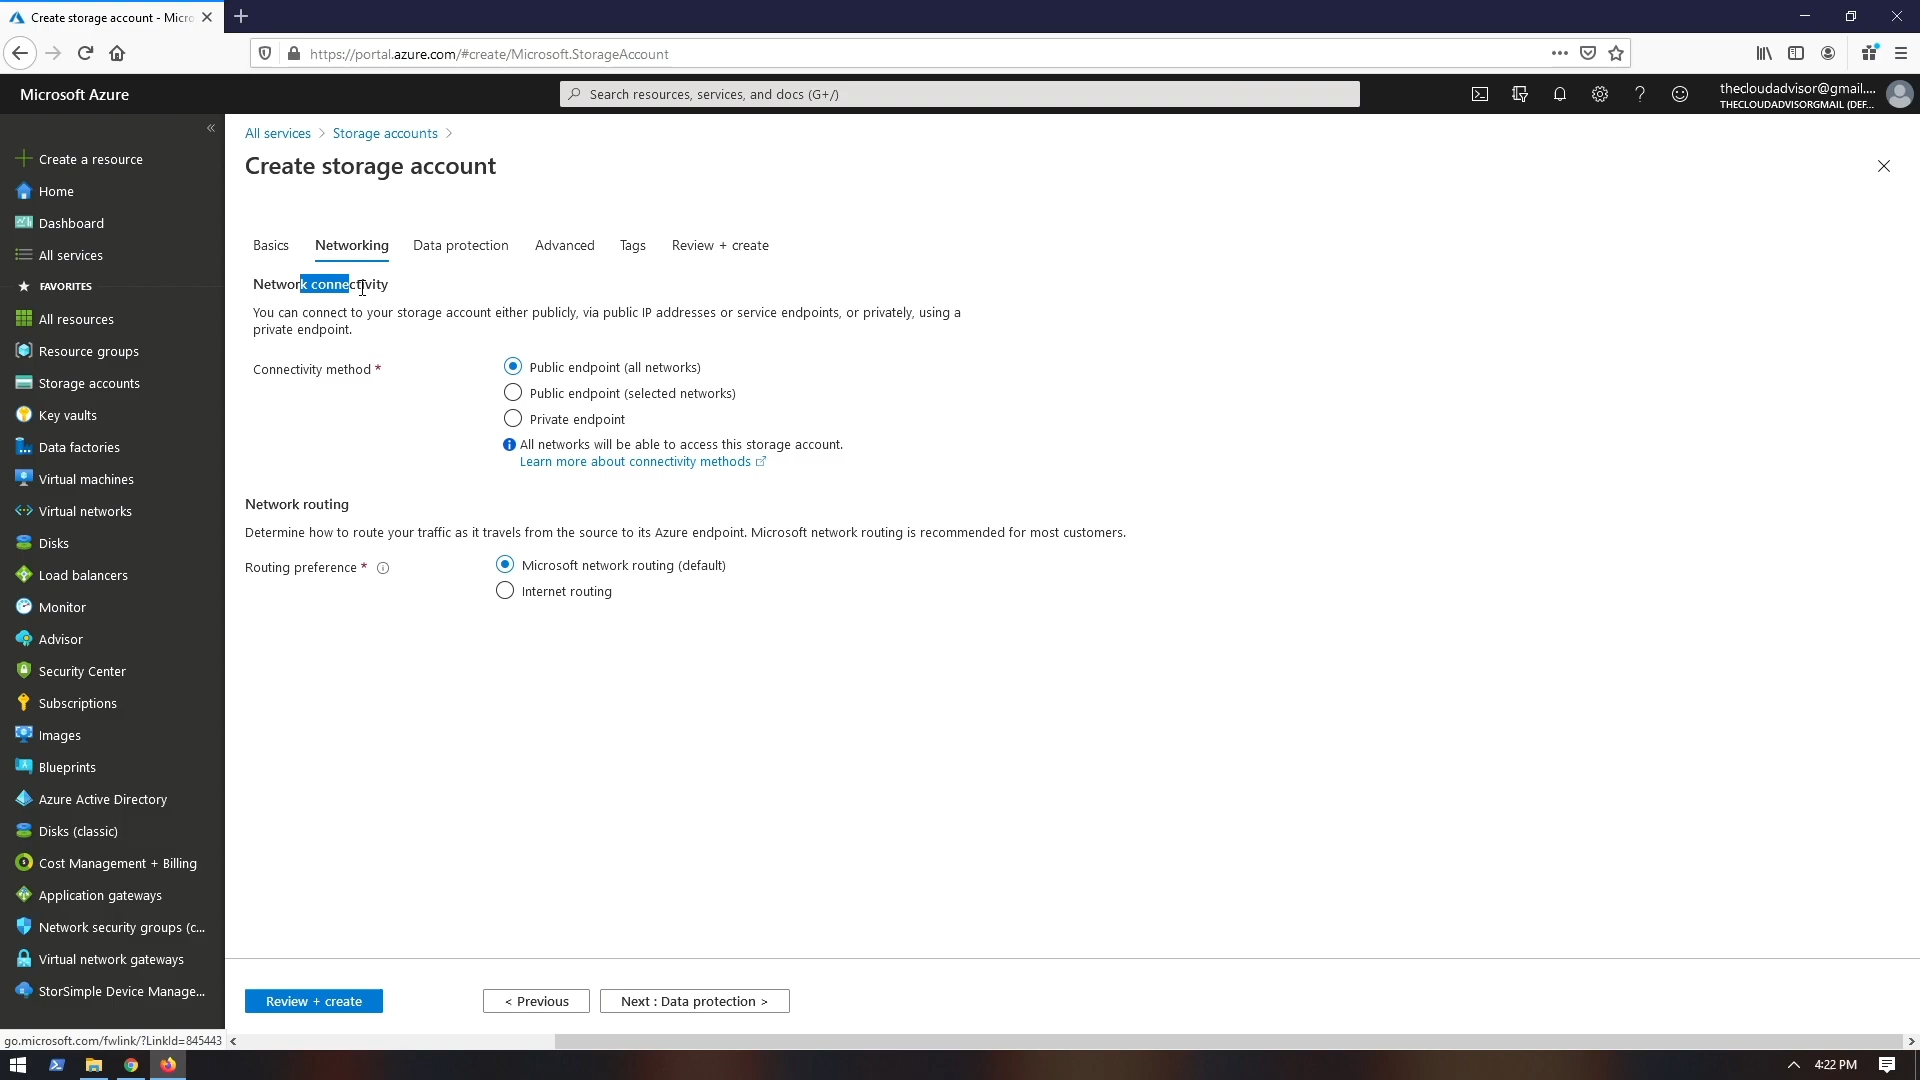 Create storage account - Micro
https://portal.azure.com/#create/Microsoft.StorageAccount
Microsoft Azure
Search resources, services, and docs (G+/)
thecloudadvisor@gmail....
THECLOUDADVISORGMAIL (DEF...
All services > Storage accounts >
Create storage account
Create a resource
Home
Dashboard
All services
FAVORITES
All resources
Resource groups
Storage accounts
Key vaults
Data factories
Virtual machines
Virtual networks
Disks
Load balancers
Monitor
Advisor
Security Center
Subscriptions
Images
Blueprints
Azure Active Directory
Disks (classic)
Cost Management + Billing
Application gateways
Network security groups (c...
Virtual network gateways
StorSimple Device Manage...
Basics Networking Data protection Advanced Tags Review + create
Network connectivity
You can connect to your storage account either publicly, via public IP addresses or service endpoints, or privately, using a
private endpoint.
Connectivity method *
Public endpoint (all networks)
Public endpoint (selected networks)
Private endpoint
All networks will be able to access this storage account.
Learn more about connectivity methods
Network routing
Determine how to route your traffic as it travels from the source to its Azure endpoint. Microsoft network routing is recommended for most customers.
Routing preference *
Microsoft network routing (default)
Internet routing
Review + create
< Previous
Next : Data protection >
go.microsoft.com/fwlink/?LinkId=845443
4:22 PM